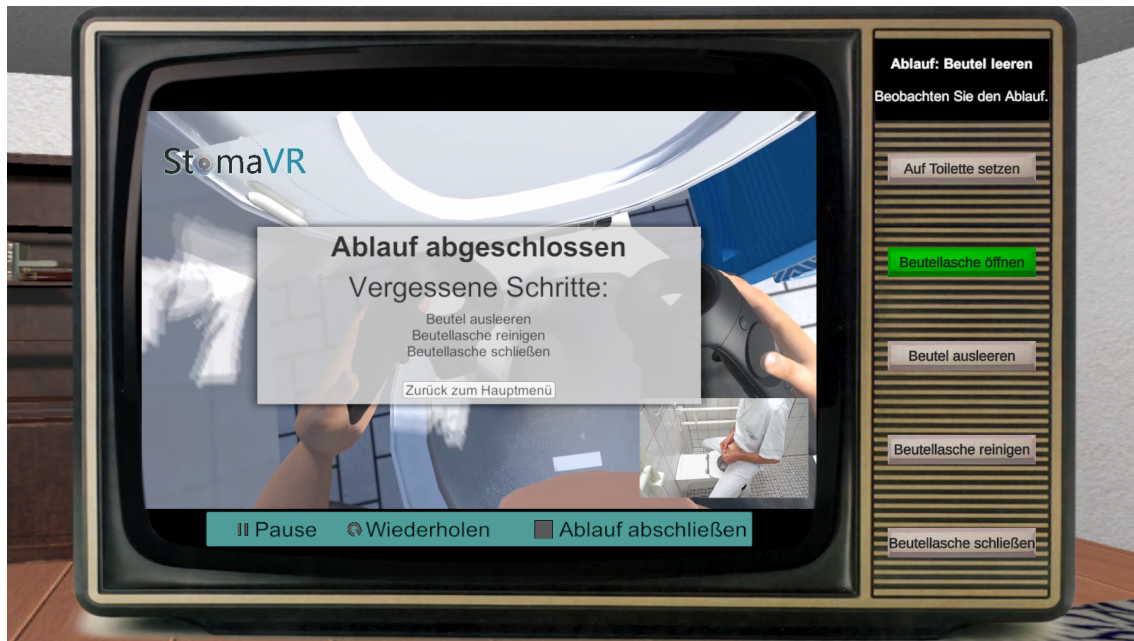 StomaVR
Ablauf abgeschlossen
Vergessene Schritte:
Beutel ausleeren
Beutellasche reinigen
Beutellasche schließen
Zurück zum Hauptmenü
Pause
Wiederholen
Ablauf abschließen
Ablauf: Beutel leeren
Beobachten Sie den Ablauf.
Auf Toilette setzen
Beutellasche öffnen
Beutel ausleeren
Beutellasche reinigen
Beutellasche schließen